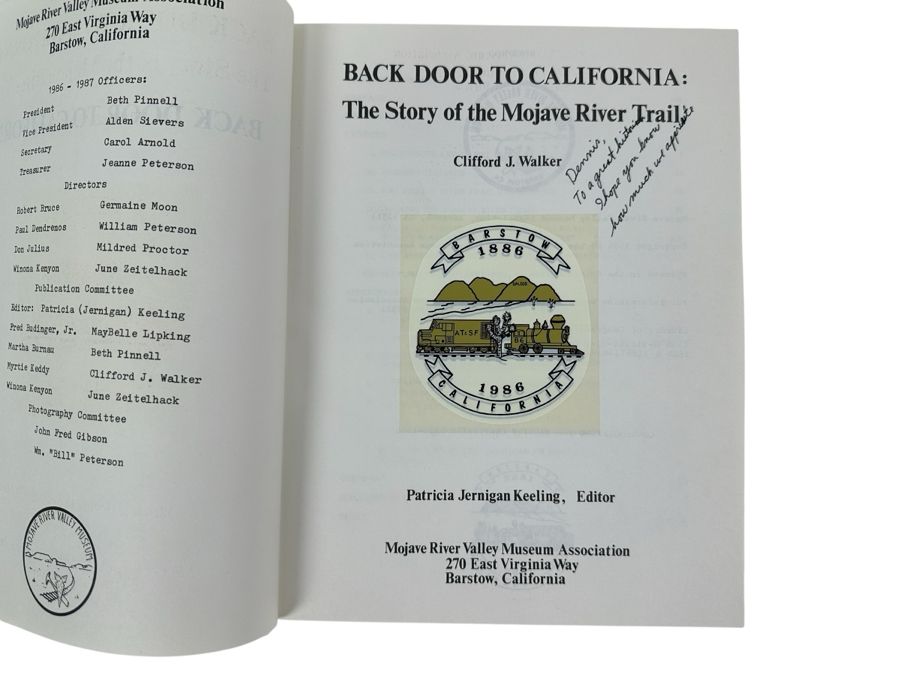 Mojave River Valley Museum Association
270 East Virginia Way
Barstow, California
1986 - 1987 Officers:
President Beth Pinnell
Vice President Alden Sievers
Secretary Carol Arnold
Treasurer Jeanne Peterson
Directors
Robert Bruce Germaine Moon
Paul Dendrenos William Peterson
Don Julius Mildred Proctor
Winona Kenyon June Zeitelhack
Publication Committee
Editor: Patricia (Jernigan) Keeling
Fred Budinger, Jr. MayBelle Lipking
Martha Burnau Beth Pinnell
Myrtie Keddy Clifford J. Walker
Winona Kenyon June Zeitelhack
Photography Committee
John Fred Gibson
Wm. "Bill" Peterson
MOJAVE RIVER VALLEY MUSEUM
BACK DOOR TO CALIFORNIA:
The Story of the Mojave River Trail
Clifford J. Walker
Dennis,
To a great historian
I hope you know
how much we appreciate
BARSTOW
1886
CALICO
AT&SF
1986
CALIFORNIA
Patricia Jernigan Keeling, Editor
Mojave River Valley Museum Association
270 East Virginia Way
Barstow, California